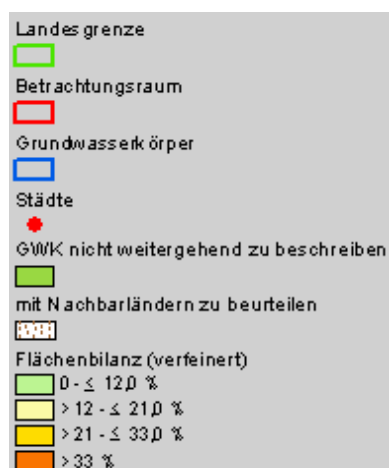 Landesgrenze
Betrachtungsraum
Grundwasserkörper
Städte
GWK nicht weitergehend zu beschreiben
mit Nachbarländern zu beurteilen
Flächenbilanz (verfeinert)
0 - ≤ 12,0 %
> 12 - ≤ 21,0 %
> 21 - ≤ 33,0 %
> 33 %